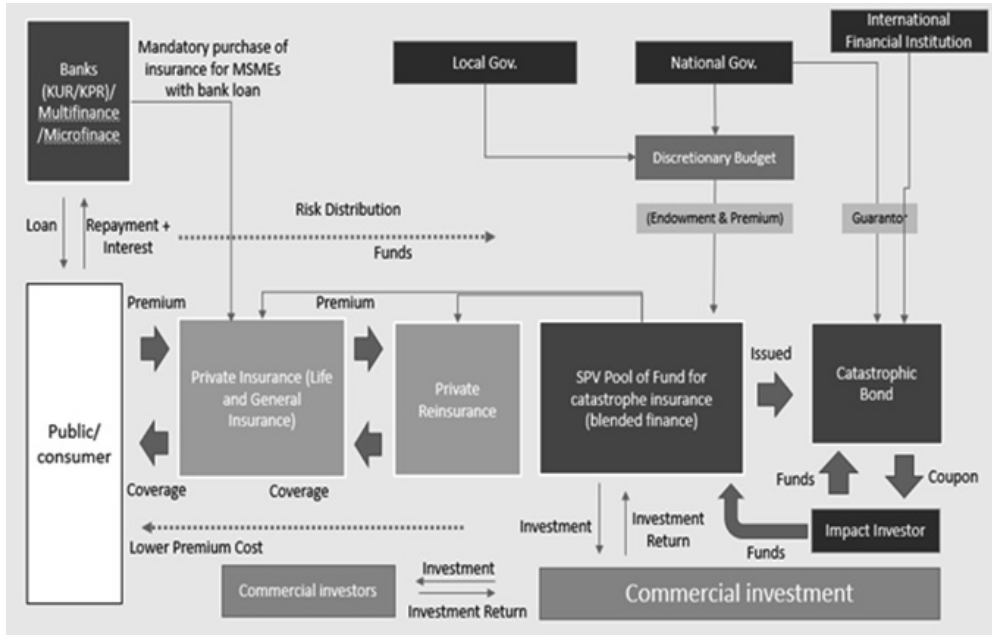 International
Financial Institution
Banks
(KUR/KPR)/
Multifinance
/Microfinace
Mandatory purchase of
insurance for MSMEs
with bank loan
Local Gov.
National Gov.
Discretionary Budget
Loan
Repayment +
Interest
Risk Distribution
Funds
(Endowment & Premium)
Guarantor
Premium
Premium
Public/
consumer
Private Insurance (Life
and General
Insurance)
Private
Reinsurance
SPV Pool of Fund for
catastrophe insurance
(blended finance)
Issued
Catastrophic
Bond
Coverage
Coverage
Funds
Coupon
Lower Premium Cost
Investment
Investment
Return
Funds
Impact Investor
Commercial investors
Investment
Investment Return
Commercial investment